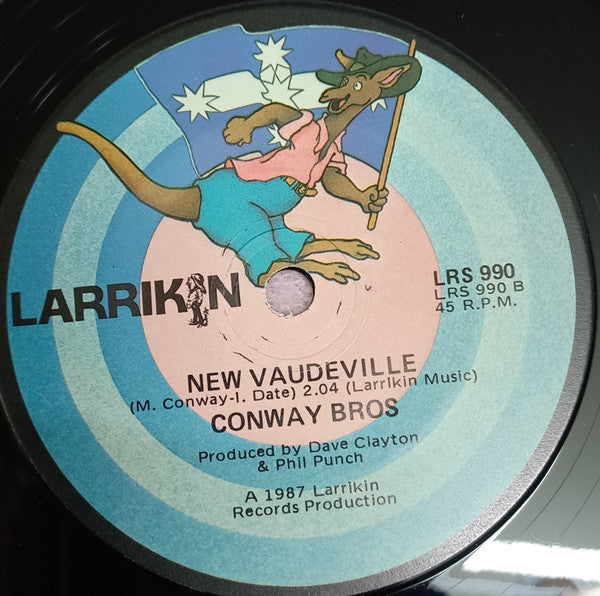 LARRIKIN
LRS 990
LRS 990 B
45 R.P.M.
NEW VAUDEVILLE
(M. Conway-I. Date) 2.04 (Larrikin Music)
CONWAY BROS
Produced by Dave Clayton
& Phil Punch
A 1987 Larrikin
Records Production